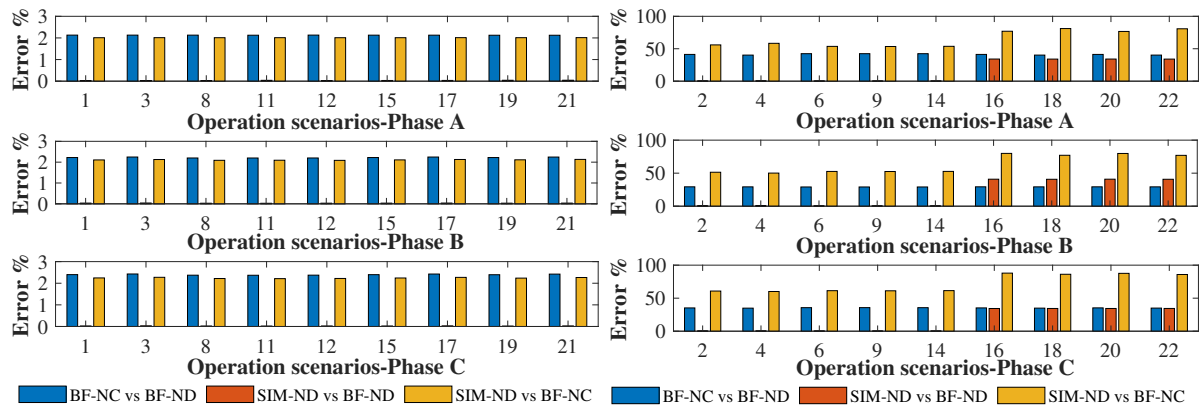 Error %
3
2
1
0
1 3 8 11 12 15 17 19 21
Operation scenarios-Phase A
Error %
3
2
1
0
1 3 8 11 12 15 17 19 21
Operation scenarios-Phase B
Error %
3
2
1
0
1 3 8 11 12 15 17 19 21
Operation scenarios-Phase C
BF-NC vs BF-ND SIM-ND vs BF-ND SIM-ND vs BF-NC
Error %
100
50
0
2 4 6 9 14 16 18 20 22
Operation scenarios-Phase A
Error %
100
50
0
2 4 6 9 14 16 18 20 22
Operation scenarios-Phase B
Error %
100
50
0
2 4 6 9 14 16 18 20 22
Operation scenarios-Phase C
BF-NC vs BF-ND SIM-ND vs BF-ND SIM-ND vs BF-NC